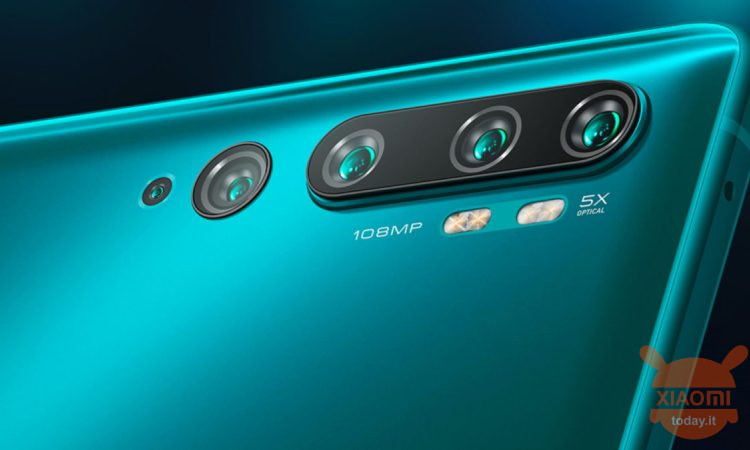 108MP
5X
OPTICAL
XIAOMI
today.it